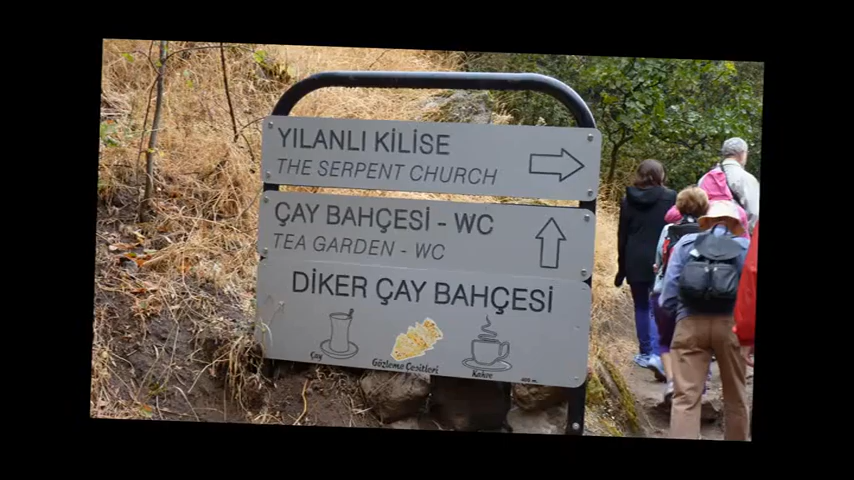 YILANLI KİLİSE
THE SERPENT CHURCH
ÇAY BAHÇESİ - WC
TEA GARDEN - WC
DİKER ÇAY BAHÇESİ
Çay
Gözleme Çeşitleri
Kahve
400 m.